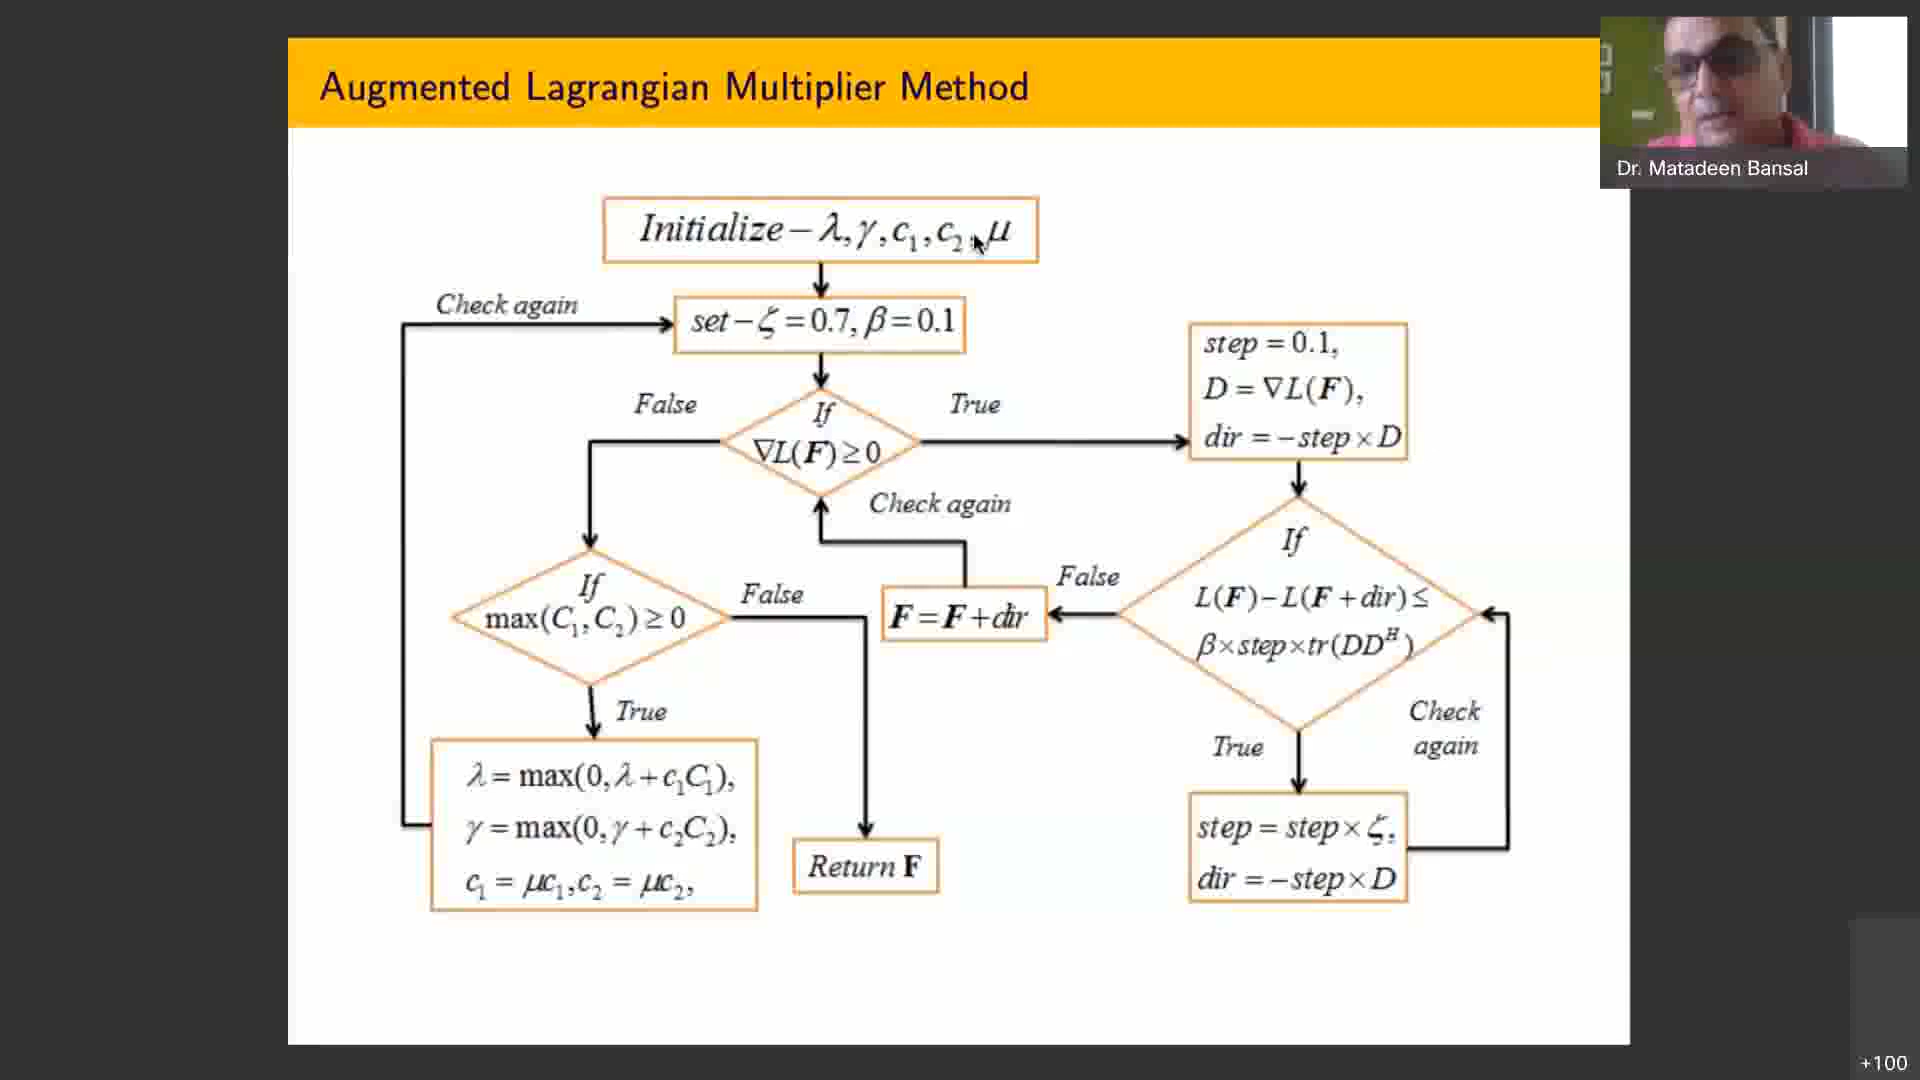 Augmented Lagrangian Multiplier Method
Dr. Matadeen Bansal
Initialize − λ, γ, c₁, c₂, μ
Check again
set − ζ = 0.7, β = 0.1
step = 0.1,
D = ∇L(F),
dir = −step × D
False
True
If
∇L(F) ≥ 0
Check again
If
L(F) − L(F + dir) ≤
β × step × tr(DDᴴ)
False
F = F + dir
If
max(C₁, C₂) ≥ 0
False
True
Check
again
True
λ = max(0, λ + c₁C₁),
γ = max(0, γ + c₂C₂),
c₁ = μc₁, c₂ = μc₂,
Return F
step = step × ζ,
dir = −step × D
+100